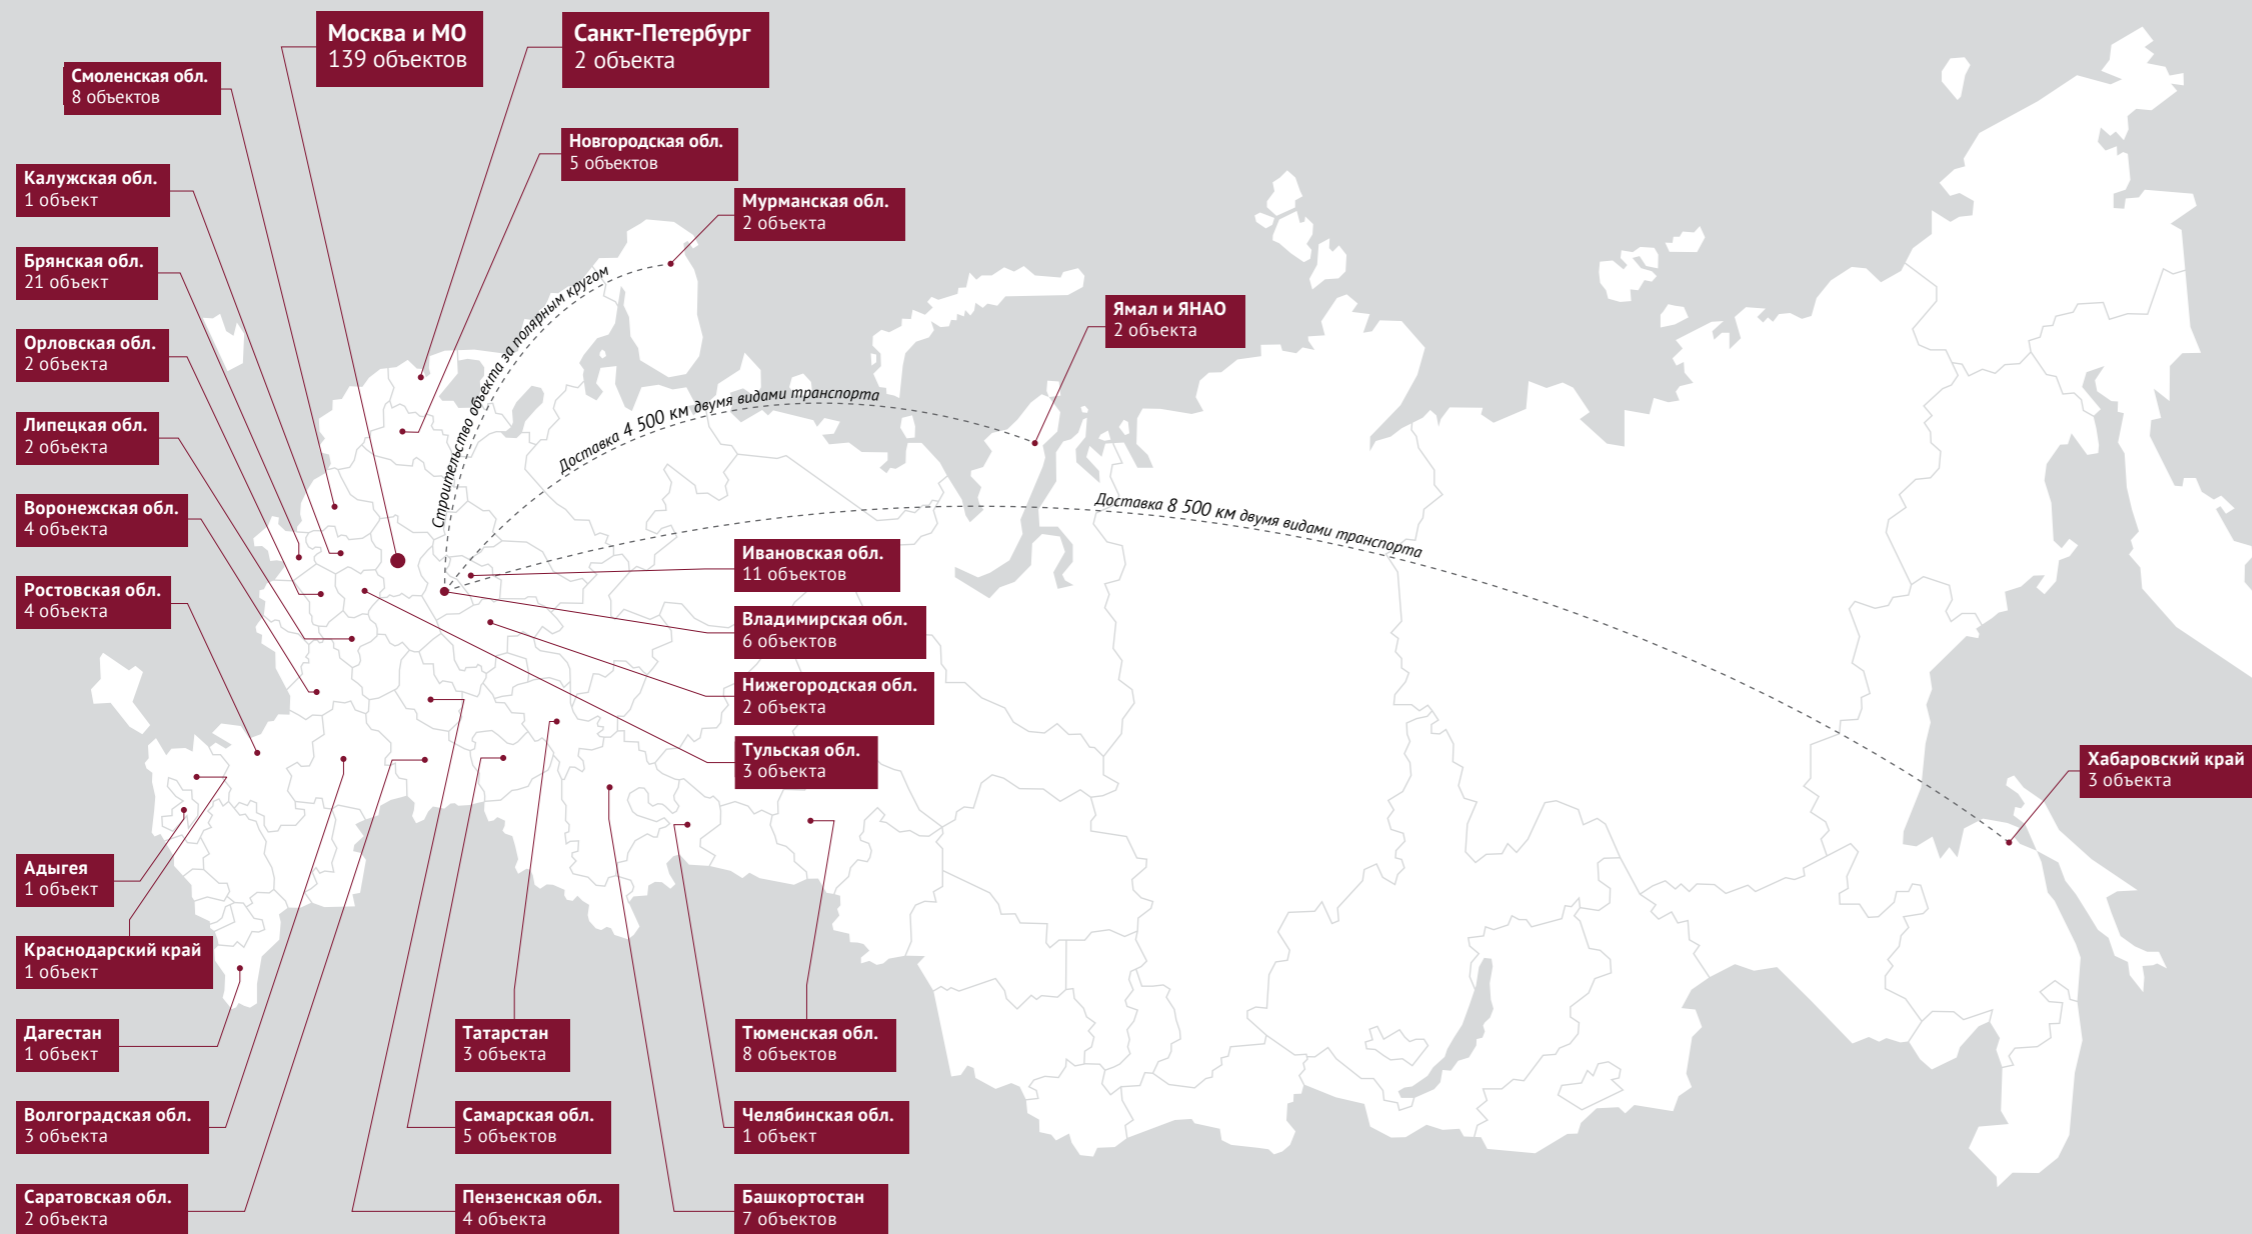 Москва и МО
139 объектов
Санкт-Петербург
2 объекта
Смоленская обл.
8 объектов
Новгородская обл.
5 объектов
Калужская обл.
1 объект
Мурманская обл.
2 объекта
Брянская обл.
21 объект
Ямал и ЯНАО
2 объекта
Орловская обл.
2 объекта
Липецкая обл.
2 объекта
Воронежская обл.
4 объекта
Ростовская обл.
4 объекта
Строительство объекта за полярным кругом
Доставка 4 500 км двумя видами транспорта
Доставка 8 500 км двумя видами транспорта
Ивановская обл.
11 объектов
Владимирская обл.
6 объектов
Нижегородская обл.
2 объекта
Тульская обл.
3 объекта
Хабаровский край
3 объекта
Адыгея
1 объект
Краснодарский край
1 объект
Дагестан
1 объект
Волгоградская обл.
3 объекта
Саратовская обл.
2 объекта
Татарстан
3 объекта
Самарская обл.
5 объектов
Пензенская обл.
4 объекта
Тюменская обл.
8 объектов
Челябинская обл.
1 объект
Башкортостан
7 объектов